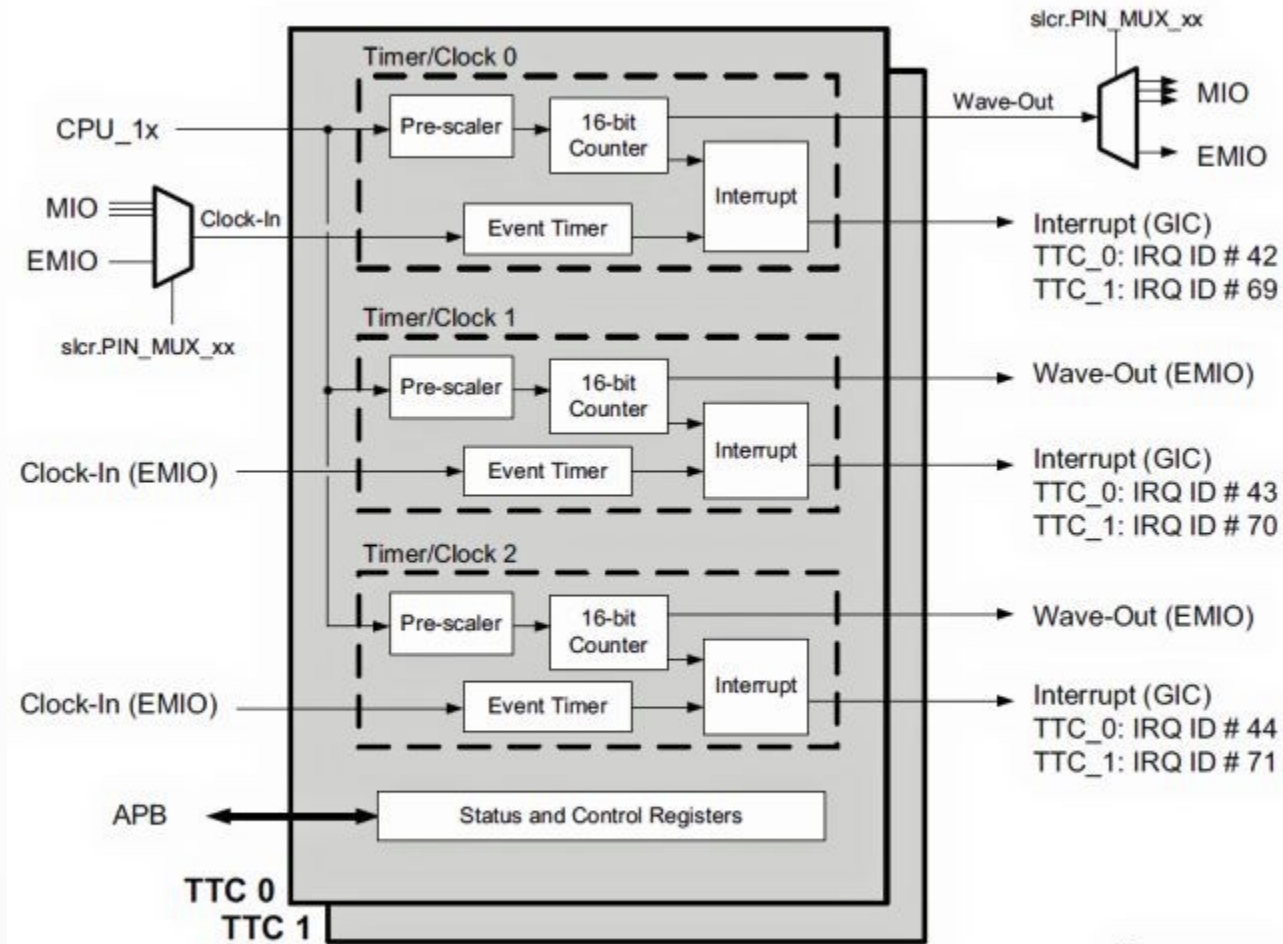 slcr.PIN_MUX_xx
Timer/Clock 0
CPU_1x
Pre-scaler
16-bit
Counter
Wave-Out
MIO
EMIO
MIO
EMIO
Clock-In
Event Timer
Interrupt
Interrupt (GIC)
TTC_0: IRQ ID # 42
TTC_1: IRQ ID # 69
slcr.PIN_MUX_xx
Timer/Clock 1
Pre-scaler
16-bit
Counter
Wave-Out (EMIO)
Clock-In (EMIO)
Event Timer
Interrupt
Interrupt (GIC)
TTC_0: IRQ ID # 43
TTC_1: IRQ ID # 70
Timer/Clock 2
Pre-scaler
16-bit
Counter
Wave-Out (EMIO)
Clock-In (EMIO)
Event Timer
Interrupt
Interrupt (GIC)
TTC_0: IRQ ID # 44
TTC_1: IRQ ID # 71
APB
Status and Control Registers
TTC 0
TTC 1